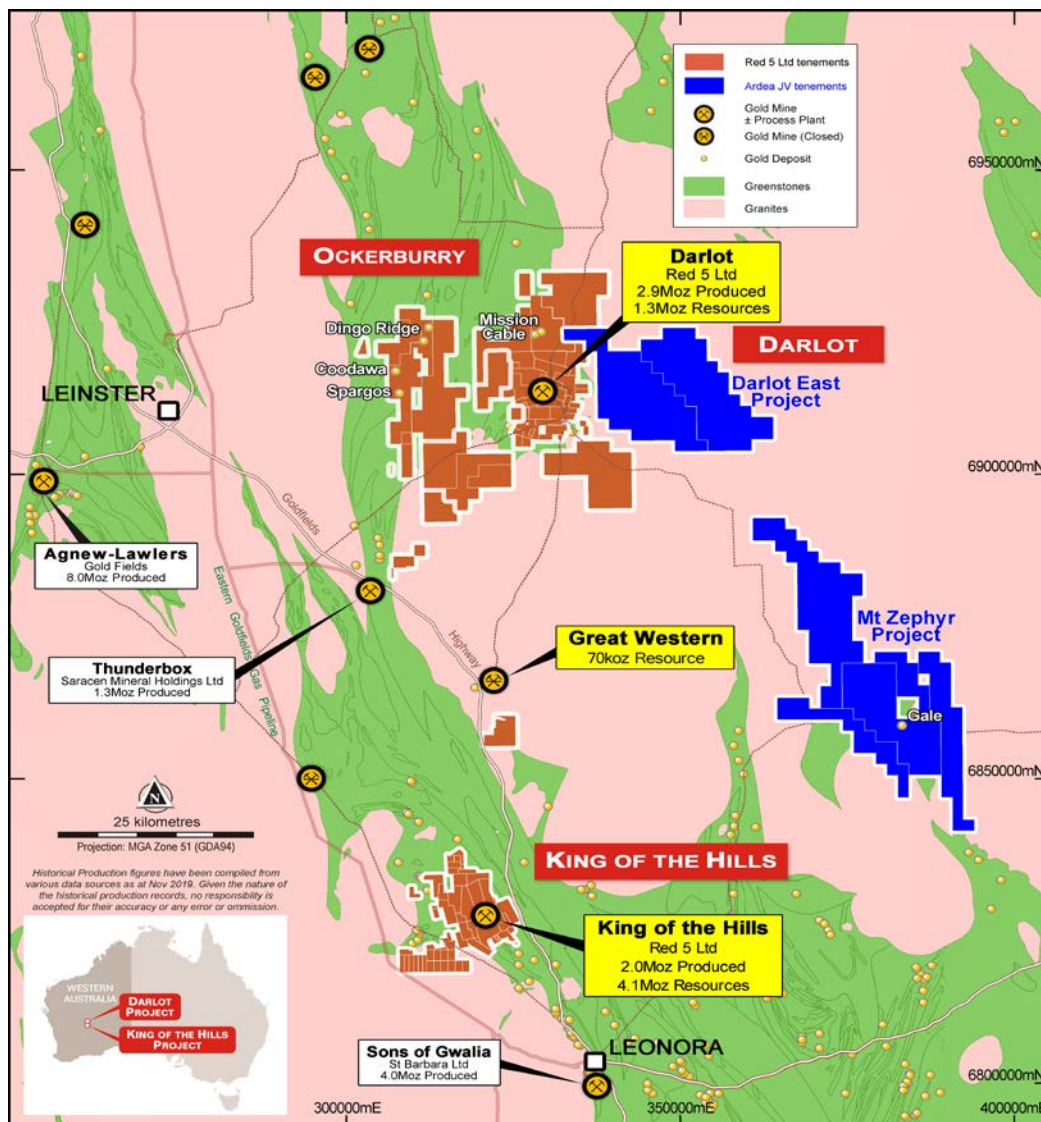 Red 5 Ltd tenements
Ardea JV tenements
Gold Mine
± Process Plant
Gold Mine (Closed)
Gold Deposit
Greenstones
Granites
6950000mN
OCKERBURRY
Darlot
Red 5 Ltd
2.9Moz Produced
1.3Moz Resources
Dingo Ridge
Mission
Cable
DARLOT
Coodawa
Spargos
Darlot East
Project
LEINSTER
6900000mN
Goldfields
Agnew-Lawlers
Gold Fields
8.0Moz Produced
Eastern Goldfields Gas Pipeline
Mt Zephyr
Project
Great Western
70koz Resource
Highway
Thunderbox
Saracen Mineral Holdings Ltd
1.3Moz Produced
Gale
6850000mN
N
25 kilometres
Projection: MGA Zone 51 (GDA94)
KING OF THE HILLS
Historical Production figures have been compiled from
various data sources as at Nov 2019. Given the nature of
the historical production records, no responsiblity is
accepted for their accuracy or any error or ommission.
King of the Hills
Red 5 Ltd
2.0Moz Produced
4.1Moz Resources
WESTERN
AUSTRALIA
DARLOT
PROJECT
KING OF THE HILLS
PROJECT
Sons of Gwalia
St Barbara Ltd
4.0Moz Produced
LEONORA
6800000mN
300000mE
350000mE
400000mE